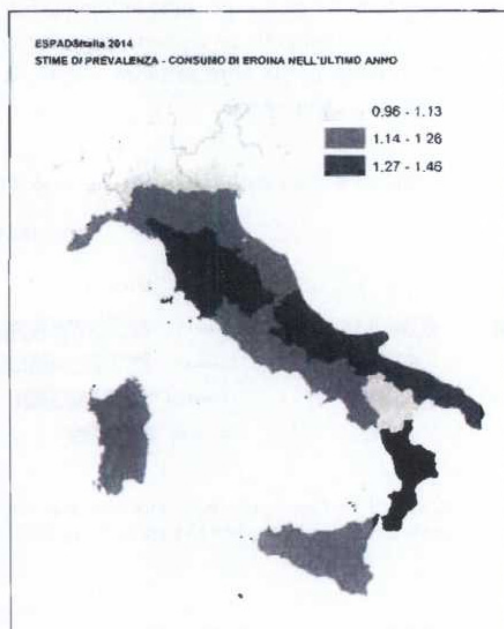 ESPAD®Italia 2014
STIME DI PREVALENZA - CONSUMO DI EROINA NELL'ULTIMO ANNO
0.96 - 1.13
1.14 - 1.26
1.27 - 1.46